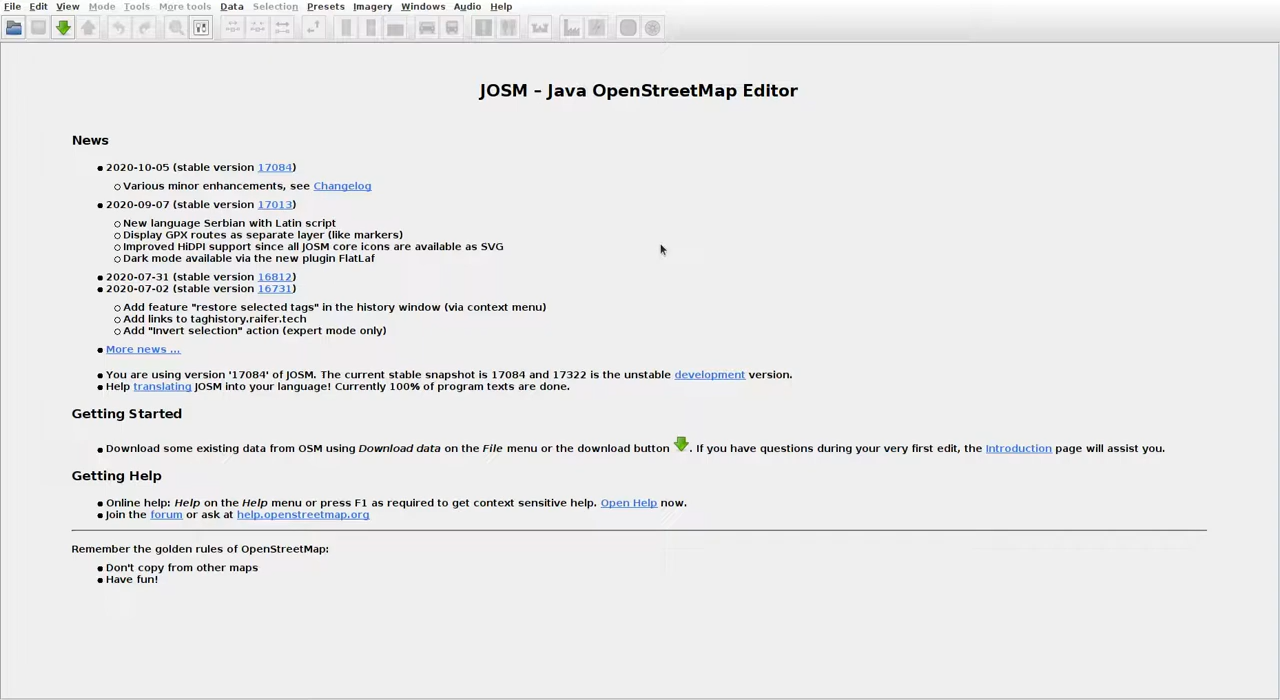 File Edit View Mode Tools More tools Data Selection Presets Imagery Windows Audio Help
JOSM – Java OpenStreetMap Editor
News
2020-10-05 (stable version 17084)
Various minor enhancements, see Changelog
2020-09-07 (stable version 17013)
New language Serbian with Latin script
Display GPX routes as separate layer (like markers)
Improved HiDPI support since all JOSM core icons are available as SVG
Dark mode available via the new plugin FlatLaf
2020-07-31 (stable version 16812)
2020-07-02 (stable version 16731)
Add feature "restore selected tags" in the history window (via context menu)
Add links to taghistory.raifer.tech
Add "Invert selection" action (expert mode only)
More news ...
You are using version '17084' of JOSM. The current stable snapshot is 17084 and 17322 is the unstable development version.
Help translating JOSM into your language! Currently 100% of program texts are done.
Getting Started
Download some existing data from OSM using Download data on the File menu or the download button . If you have questions during your very first edit, the Introduction page will assist you.
Getting Help
Online help: Help on the Help menu or press F1 as required to get context sensitive help. Open Help now.
Join the forum or ask at help.openstreetmap.org
Remember the golden rules of OpenStreetMap:
Don't copy from other maps
Have fun!